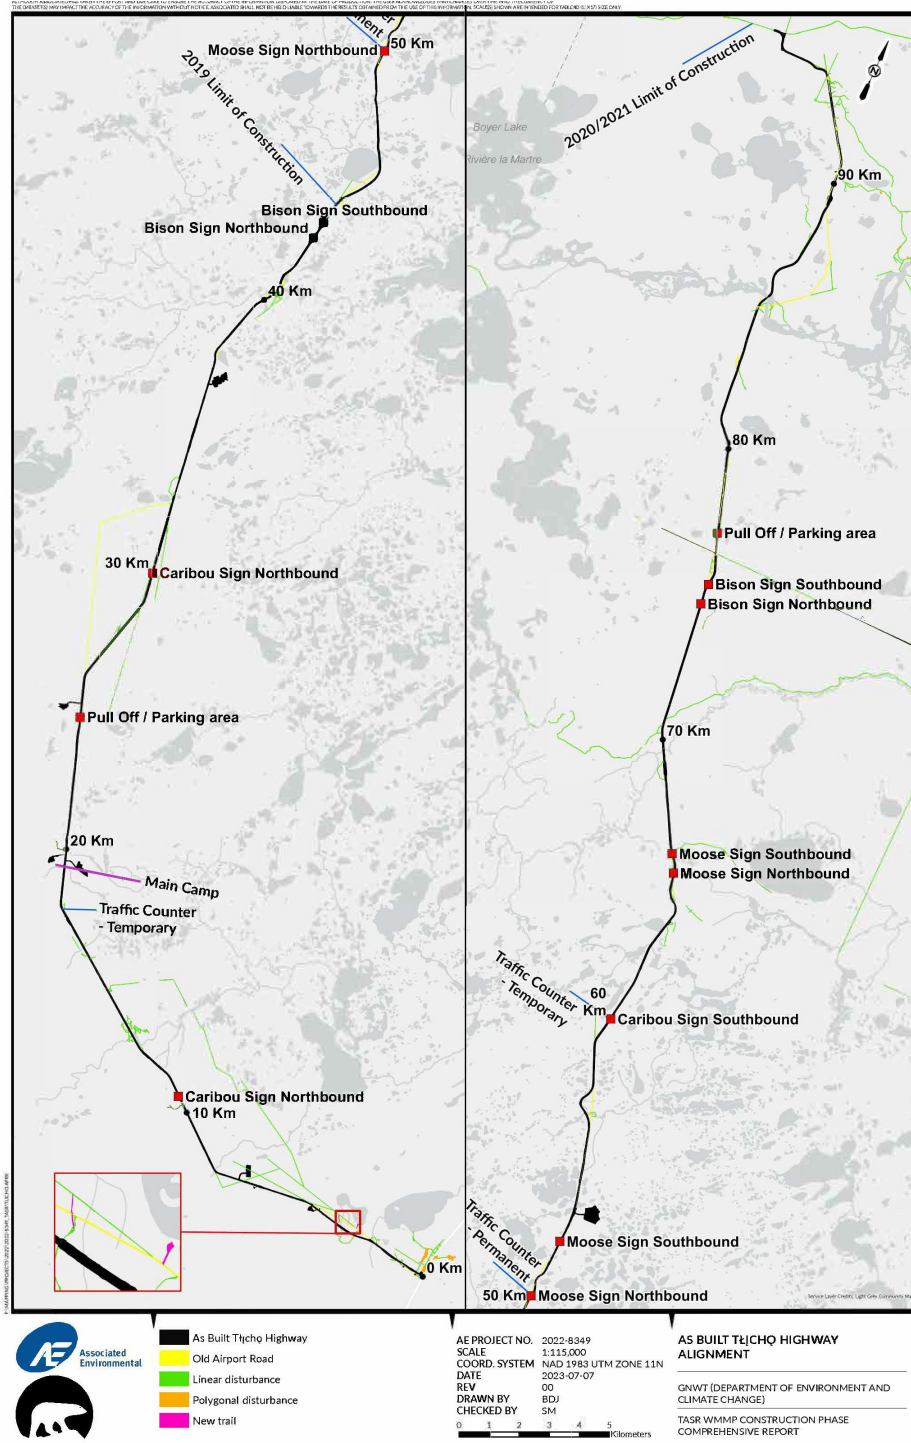 Moose Sign Northbound
50 Km
2019 Limit of Construction
Bison Sign Southbound
Bison Sign Northbound
40 Km
30 Km
Caribou Sign Northbound
Pull Off / Parking area
20 Km
Main Camp
Traffic Counter
- Temporary
Caribou Sign Northbound
10 Km
0 Km
2020/2021 Limit of Construction
N
Boyer Lake
Rivière la Martre
90 Km
80 Km
Pull Off / Parking area
Bison Sign Southbound
Bison Sign Northbound
70 Km
Moose Sign Southbound
Moose Sign Northbound
Traffic Counter
- Temporary
60
Km
Caribou Sign Southbound
Traffic Counter
- Permanent
Moose Sign Southbound
50 Km
Moose Sign Northbound
Service Layer Credits: Light Gray
AE
Associated
Environmental
As Built Tłı̨chǫ Highway
Old Airport Road
Linear disturbance
Polygonal disturbance
New trail
AE PROJECT NO. 2022-8349
SCALE 1:115,000
COORD. SYSTEM NAD 1983 UTM ZONE 11N
DATE 2023-07-07
REV 00
DRAWN BY BDJ
CHECKED BY SM
0 1 2 3 4 5
Kilometers
AS BUILT TŁĮCHǪ HIGHWAY
ALIGNMENT
GNWT (DEPARTMENT OF ENVIRONMENT AND
CLIMATE CHANGE)
TASR WMMP CONSTRUCTION PHASE
COMPREHENSIVE REPORT